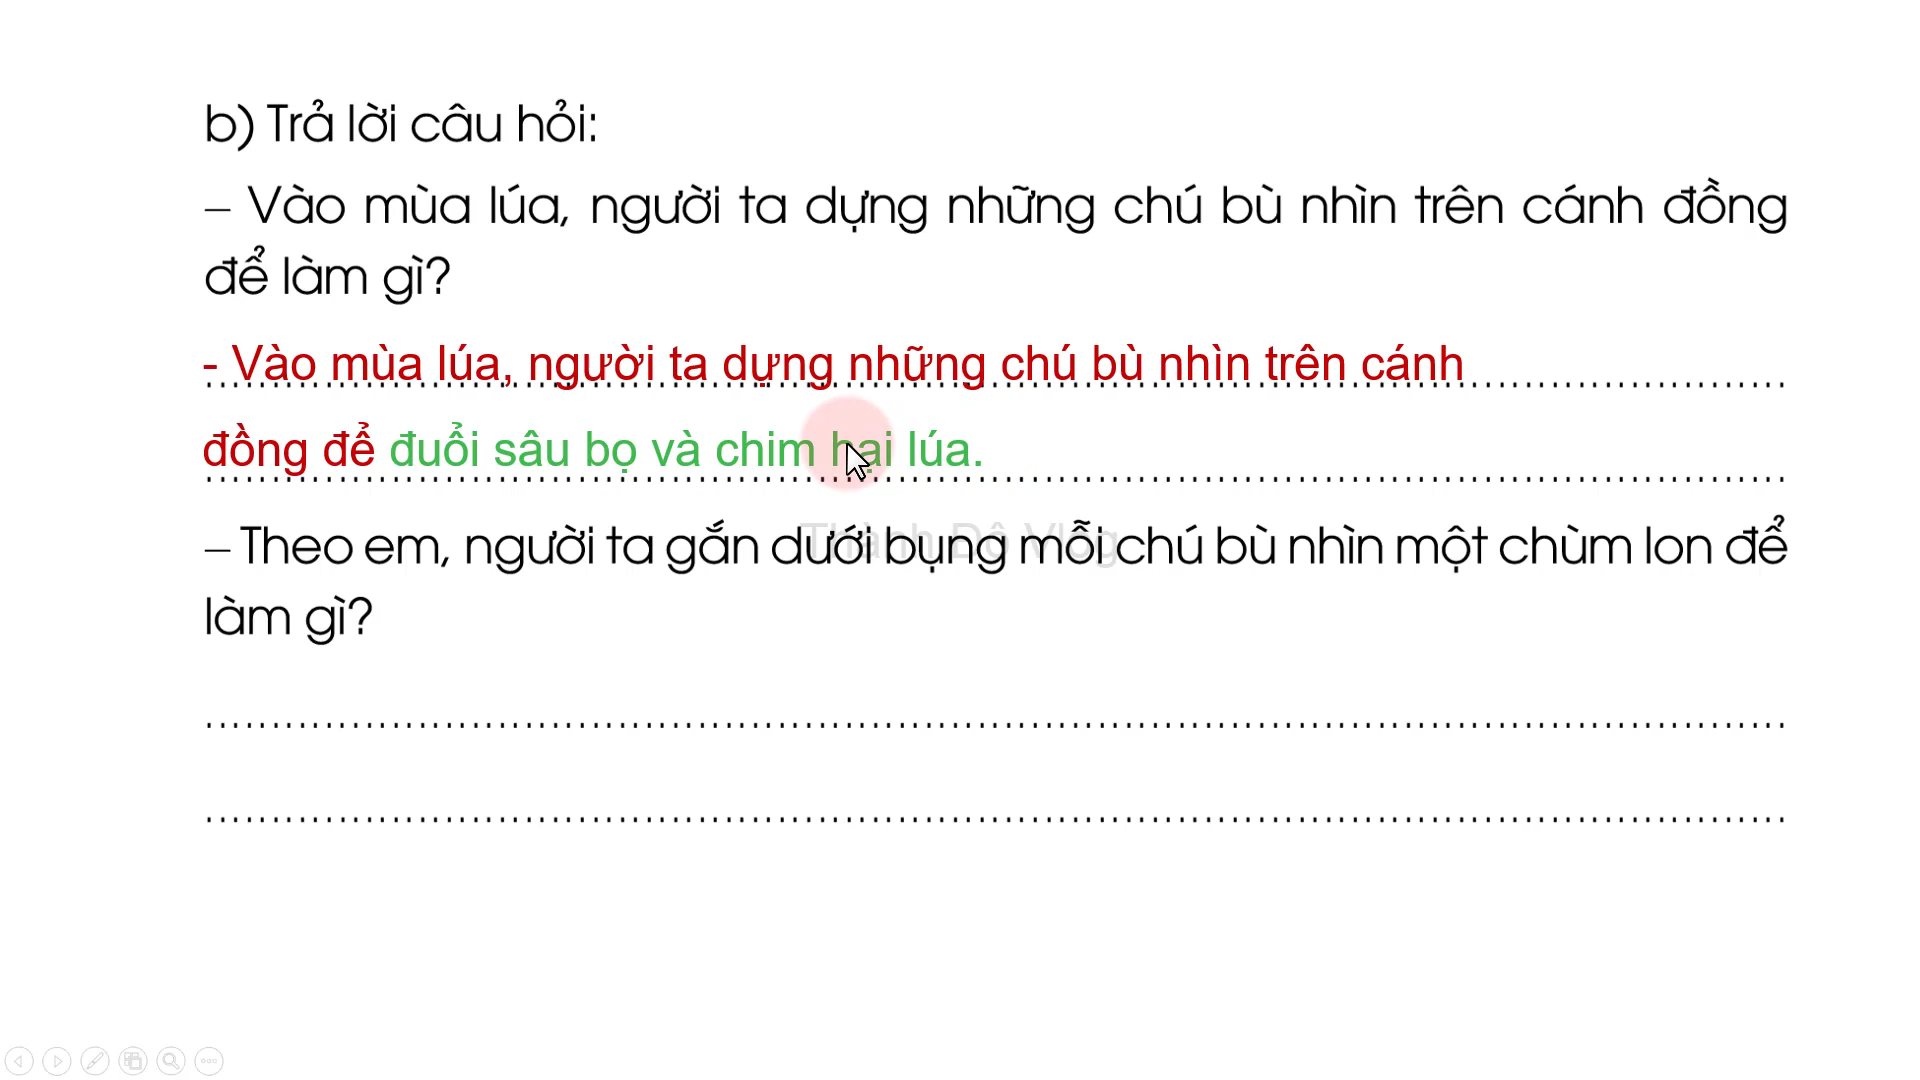 b) Trả lời câu hỏi:
– Vào mùa lúa, người ta dựng những chú bù nhìn trên cánh đồng
để làm gì?
- Vào mùa lúa, người ta dựng những chú bù nhìn trên cánh
đồng để đuổi sâu bọ và chim hại lúa.
Thành Đô Vlog
– Theo em, người ta gắn dưới bụng mỗi chú bù nhìn một chùm lon để
làm gì?